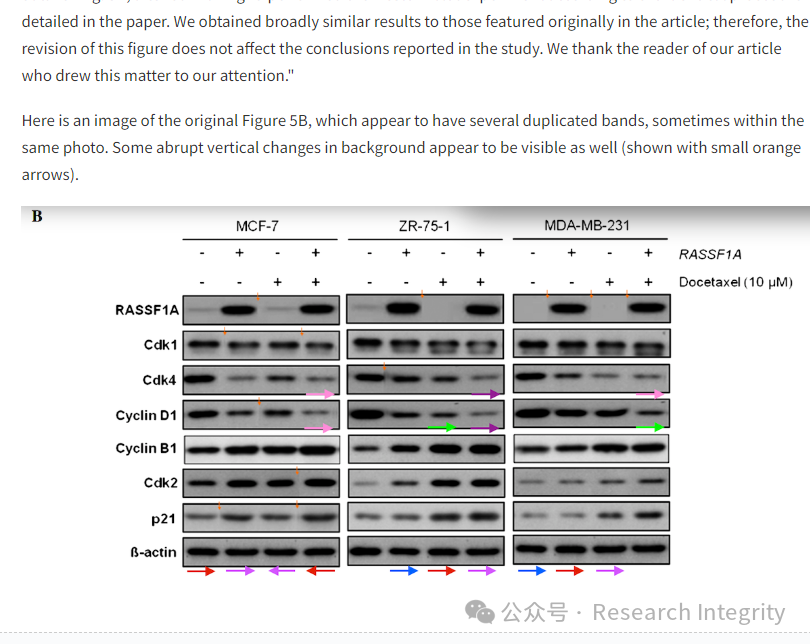 detailed in the paper. We obtained broadly similar results to those featured originally in the article; therefore, the
revision of this figure does not affect the conclusions reported in the study. We thank the reader of our article
who drew this matter to our attention."
Here is an image of the original Figure 5B, which appear to have several duplicated bands, sometimes within the
same photo. Some abrupt vertical changes in background appear to be visible as well (shown with small orange
arrows).
B
MCF-7 ZR-75-1 MDA-MB-231
- + - + - + - + - + - + RASSF1A
- - + + - - + + - - + + Docetaxel (10 µM)
RASSF1A
Cdk1
Cdk4
Cyclin D1
Cyclin B1
Cdk2
p21
ß-actin
公众号 · Research Integrity